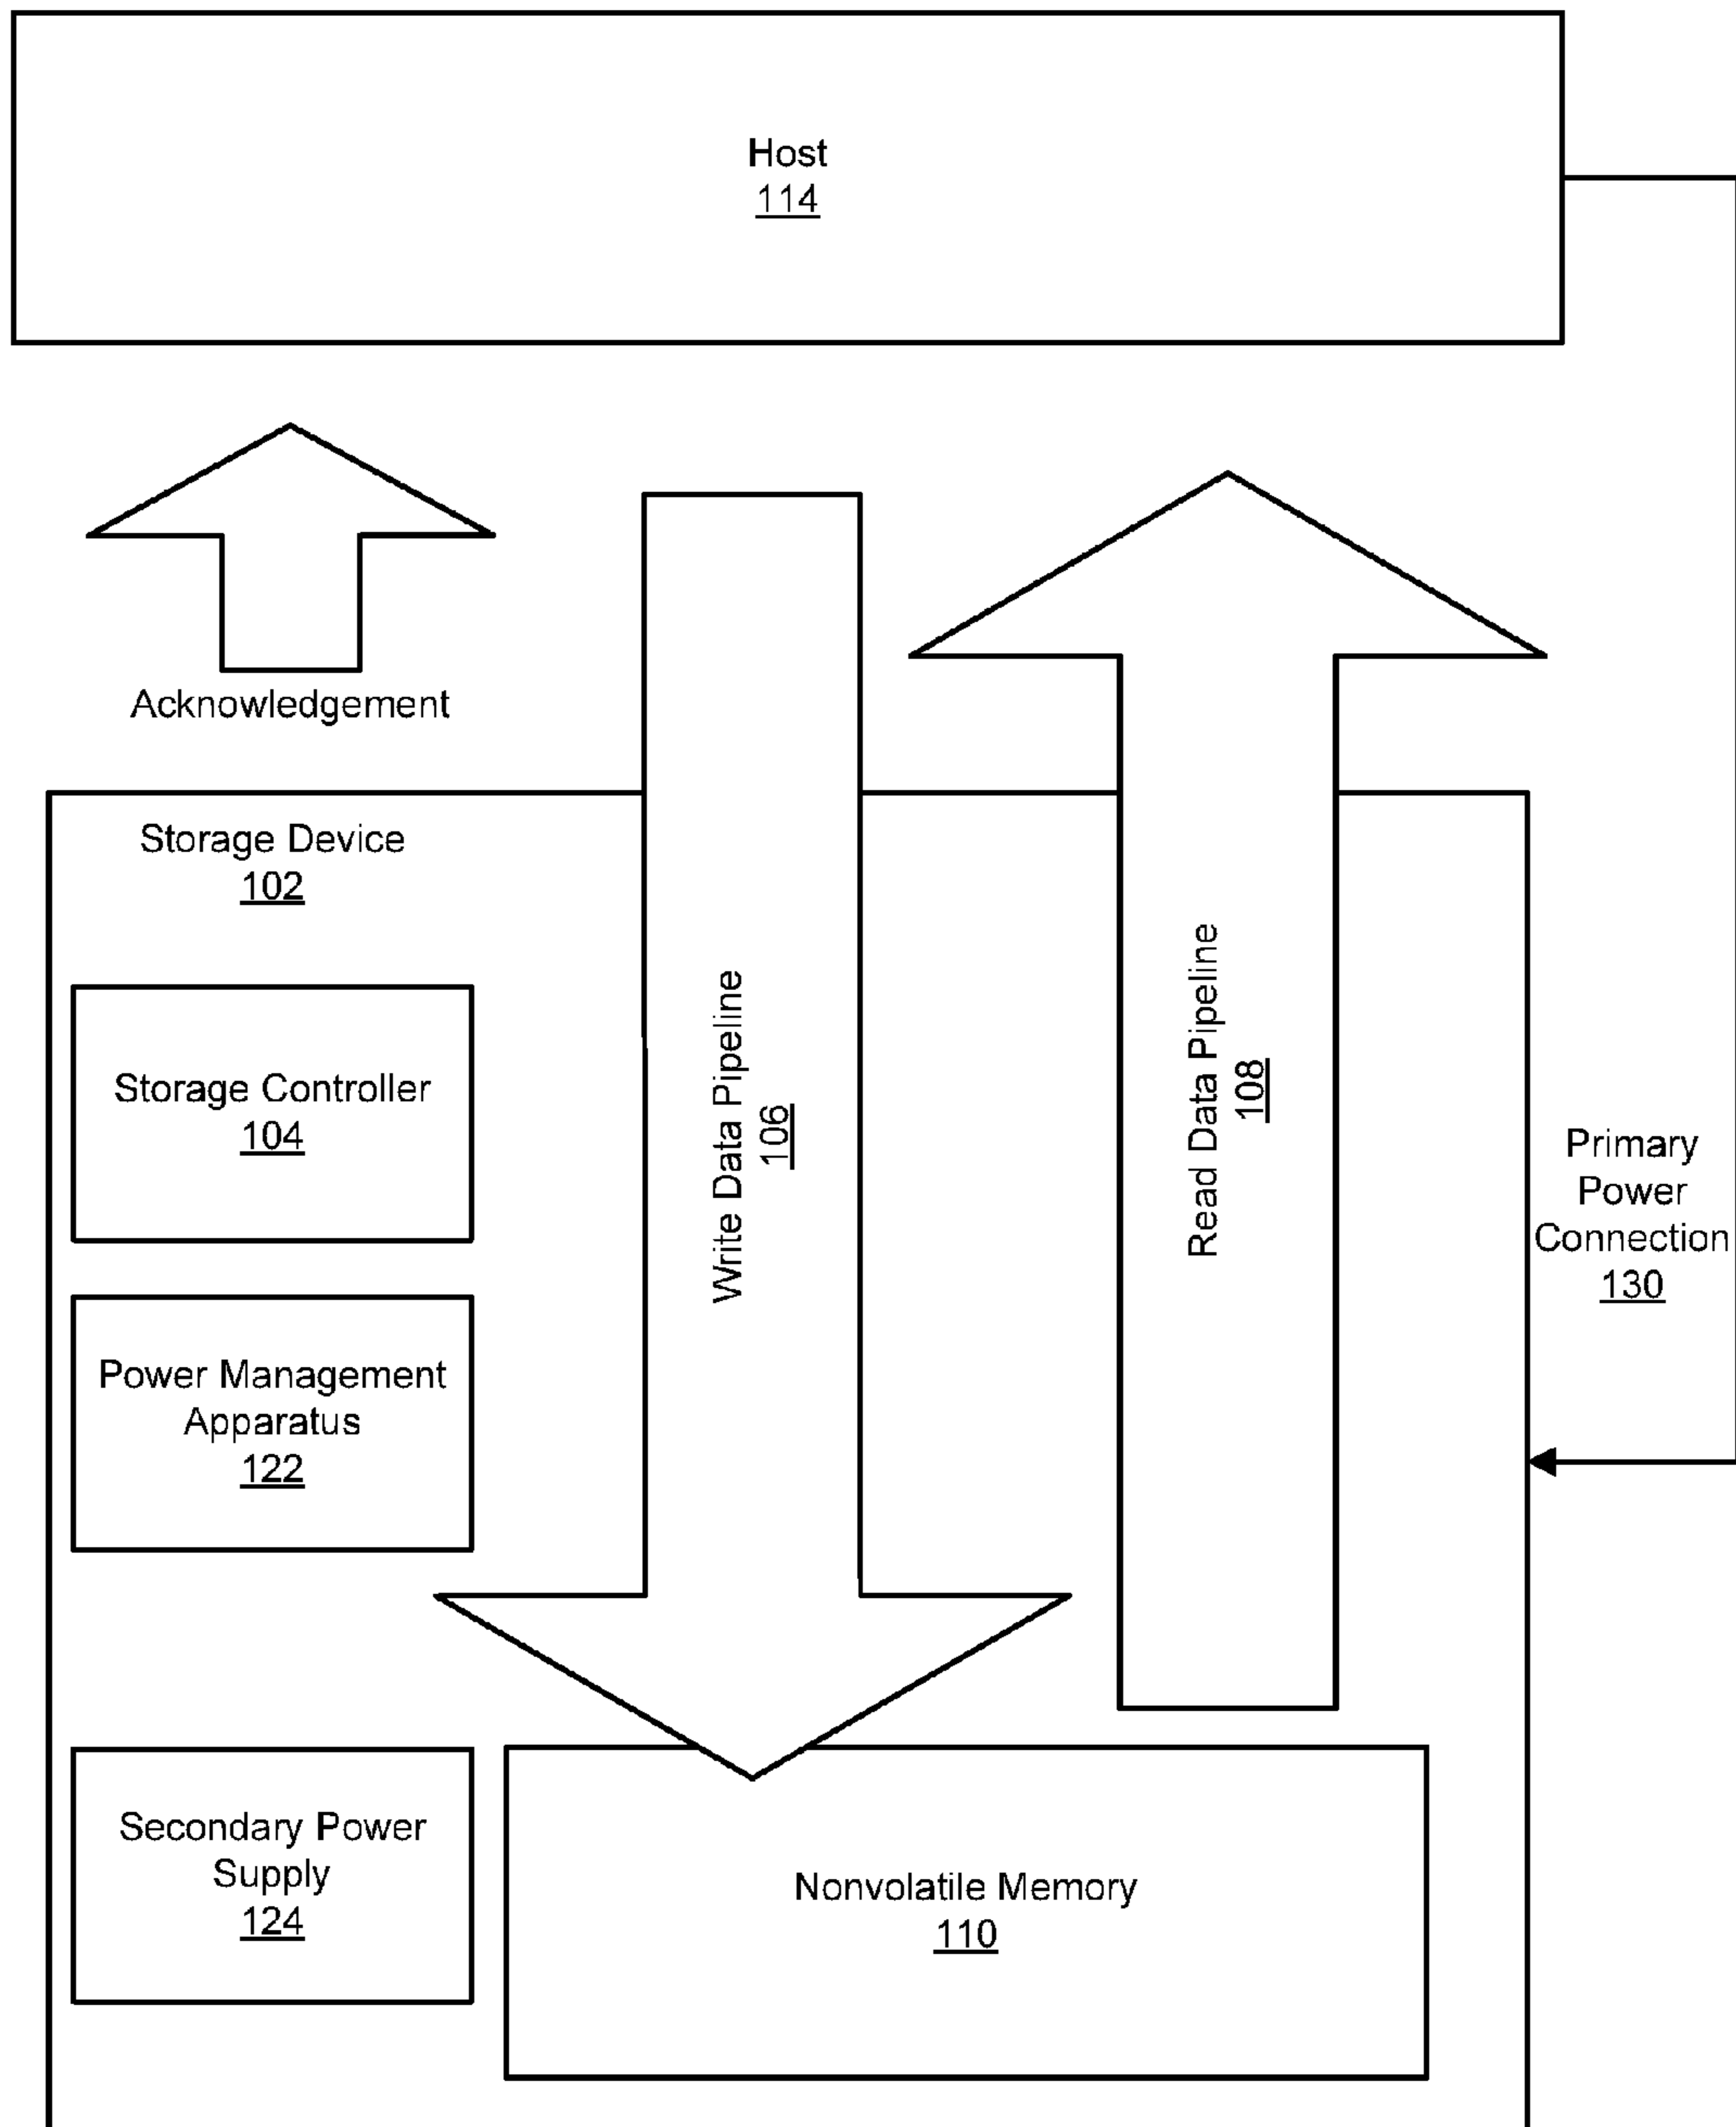 Host
114
Acknowledgement
Storage Device
102
Storage Controller
104
Power Management
Apparatus
122
Secondary Power
Supply
124
Write Data Pipeline
106
Read Data Pipeline
108
Primary
Power
Connection
130
Nonvolatile Memory
110